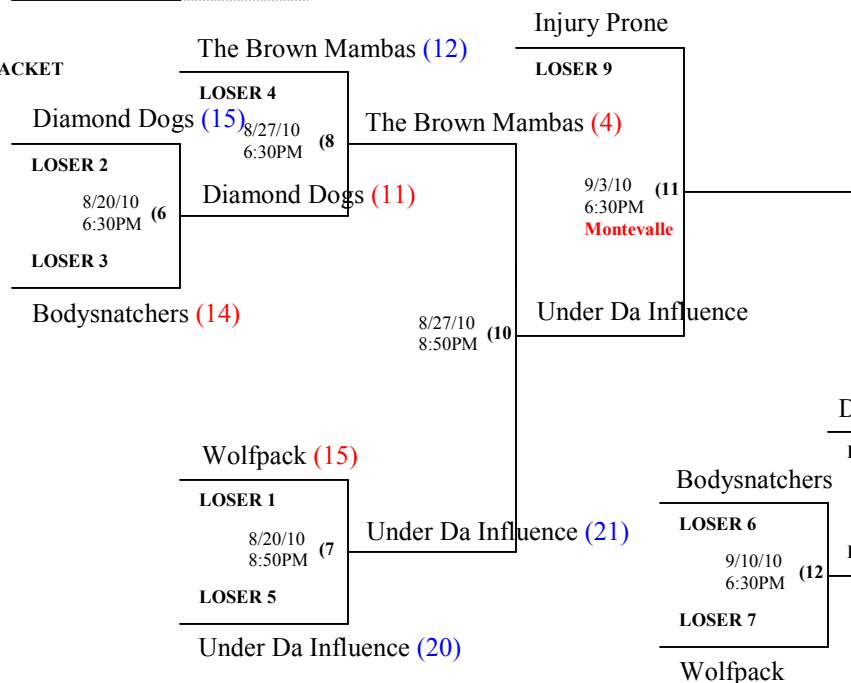 Injury Prone
The Brown Mambas (12)
LOSER 9
ACKET
LOSER 4
Diamond Dogs (15)
8/27/10
6:30PM
(8
The Brown Mambas (4)
LOSER 2
8/20/10
6:30PM
(6
Diamond Dogs (11)
9/3/10
6:30PM
(11
Montevalle
LOSER 3
Bodysnatchers (14)
8/27/10
8:50PM
(10
Under Da Influence
D
Wolfpack (15)
Bodysnatchers
LOSER 1
8/20/10
8:50PM
(7
Under Da Influence (21)
LOSER 6
9/10/10
6:30PM
(12
LOSER 5
LOSER 7
Under Da Influence (20)
Wolfpack